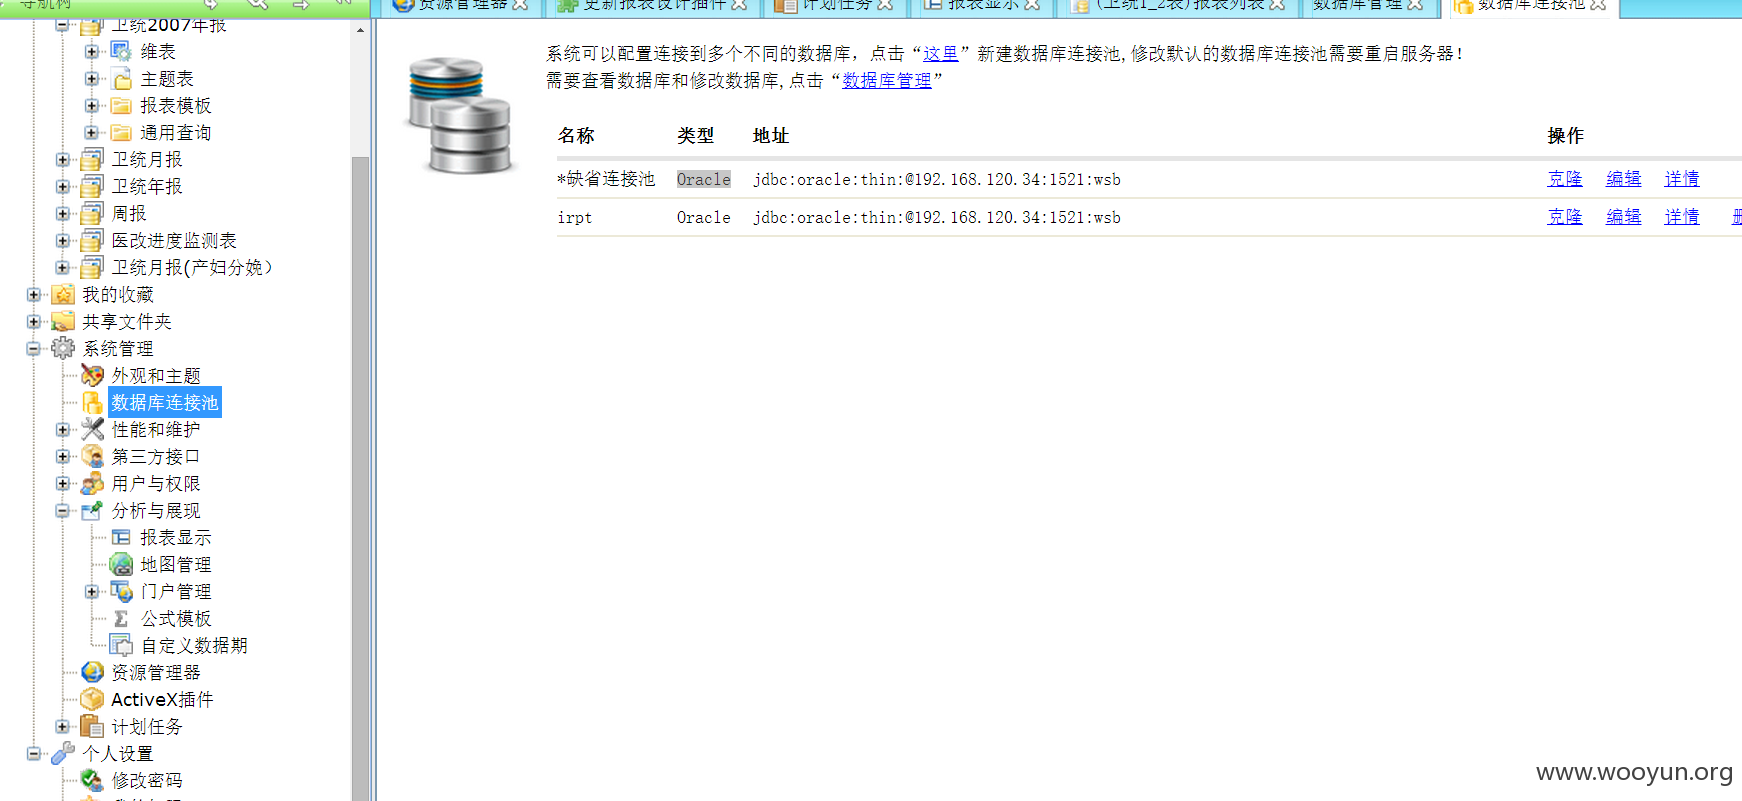 导航树
资源管理器
更新报表设计插件
计划任务
报表显示
(卫统1_2表)报表列表
数据库管理
数据库连接池
卫统2007年报
维表
主题表
报表模板
通用查询
卫统月报
卫统年报
周报
医改进度监测表
卫统月报(产妇分娩）
我的收藏
共享文件夹
系统管理
外观和主题
数据库连接池
性能和维护
第三方接口
用户与权限
分析与展现
报表显示
地图管理
门户管理
公式模板
自定义数据期
资源管理器
ActiveX插件
计划任务
个人设置
修改密码
系统可以配置连接到多个不同的数据库，点击“这里”新建数据库连接池,修改默认的数据库连接池需要重启服务器！
需要查看数据库和修改数据库,点击“数据库管理”
名称 类型 地址 操作
*缺省连接池 Oracle jdbc:oracle:thin:@192.168.120.34:1521:wsb 克隆 编辑 详情
irpt Oracle jdbc:oracle:thin:@192.168.120.34:1521:wsb 克隆 编辑 详情
www.wooyun.org